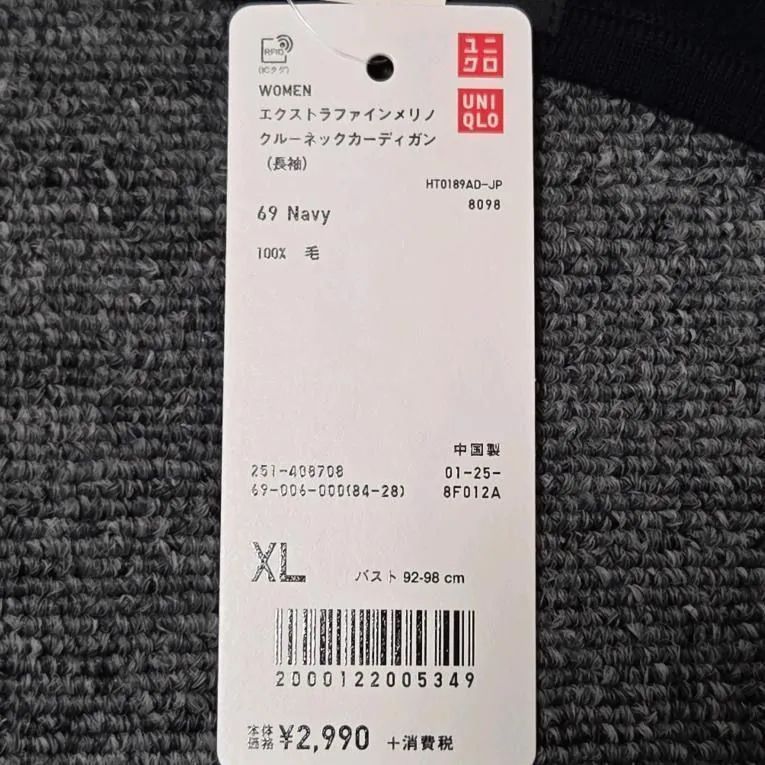 RFID
(ICタグ)
ユニ
クロ
UNI
QLO
WOMEN
エクストラファインメリノ
クルーネックカーディガン
(長袖)
HT0189AD-JP
8098
69 Navy
100% 毛
中国製
251-408708
01-25-
69-006-000(84-28)
8F012A
XL
バスト 92-98 cm
2000122005349
本体
価格 ¥2,990 +消費税